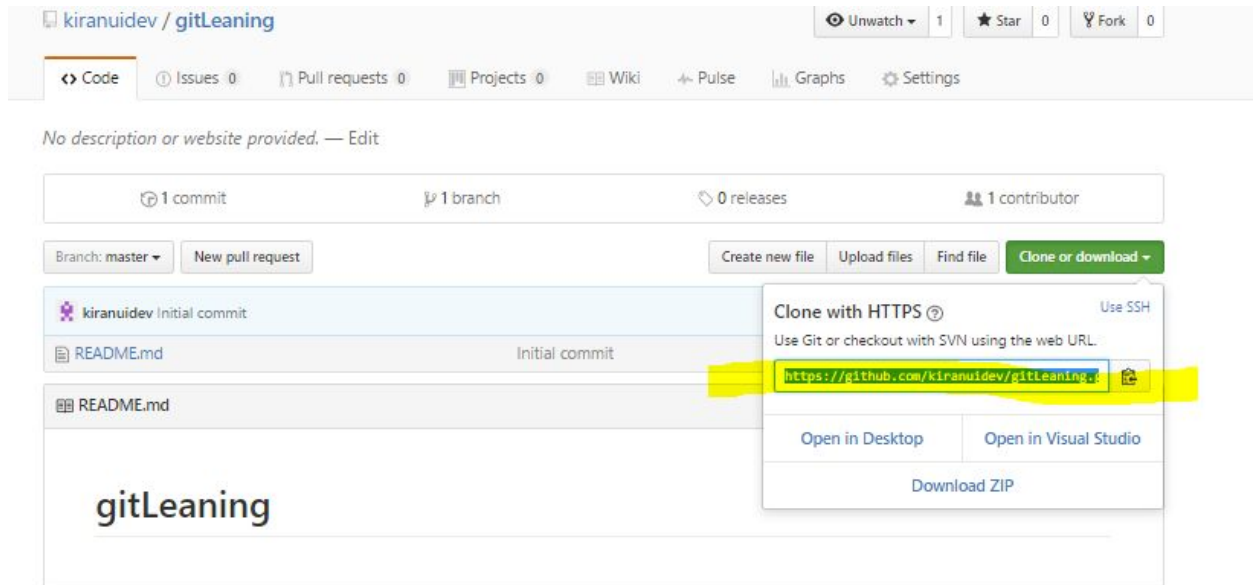 kiranuidev / gitLeaning
Unwatch 1 Star 0 Fork 0
Code Issues 0 Pull requests 0 Projects 0 Wiki Pulse Graphs Settings
No description or website provided. — Edit
1 commit 1 branch 0 releases 1 contributor
Branch: master New pull request Create new file Upload files Find file Clone or download
kiranuidev Initial commit
README.md Initial commit
README.md
gitLeaning
Clone with HTTPS Use SSH
Use Git or checkout with SVN using the web URL.
https://github.com/kiranuidev/gitLeaning.g
Open in Desktop Open in Visual Studio
Download ZIP